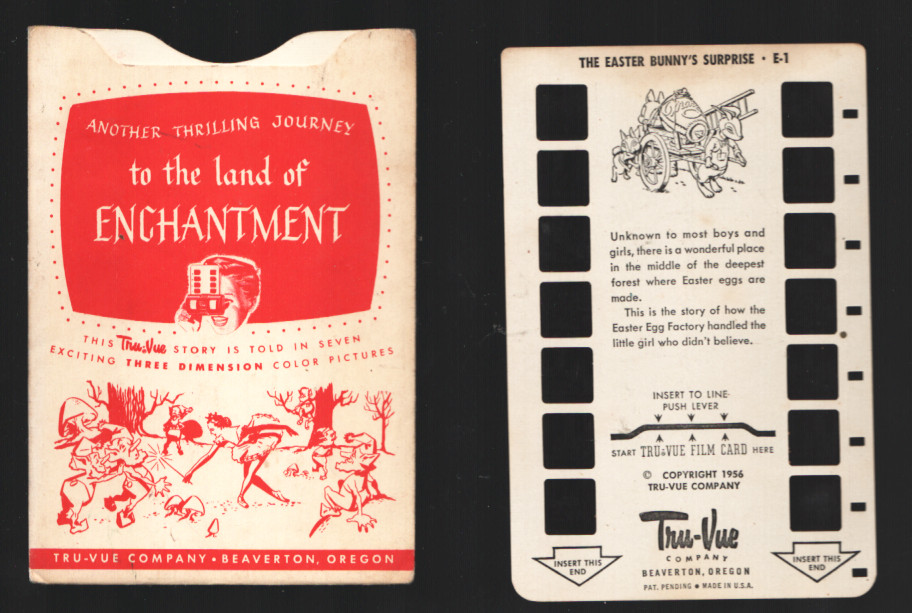 ANOTHER THRILLING JOURNEY
to the land of
ENCHANTMENT
THIS Tru-Vue STORY IS TOLD IN SEVEN
EXCITING THREE DIMENSION COLOR PICTURES
TRU-VUE COMPANY • BEAVERTON, OREGON
THE EASTER BUNNY'S SURPRISE • E-1
Unknown to most boys and
girls, there is a wonderful place
in the middle of the deepest
forest where Easter eggs are
made.
This is the story of how the
Easter Egg Factory handled the
little girl who didn't believe.
INSERT TO LINE-
PUSH LEVER
START TRU-VUE FILM CARD HERE
© COPYRIGHT 1956
TRU-VUE COMPANY
Tru-Vue
COMPANY
BEAVERTON, OREGON
PAT. PENDING • MADE IN U.S.A.
INSERT THIS
END
INSERT THIS
END